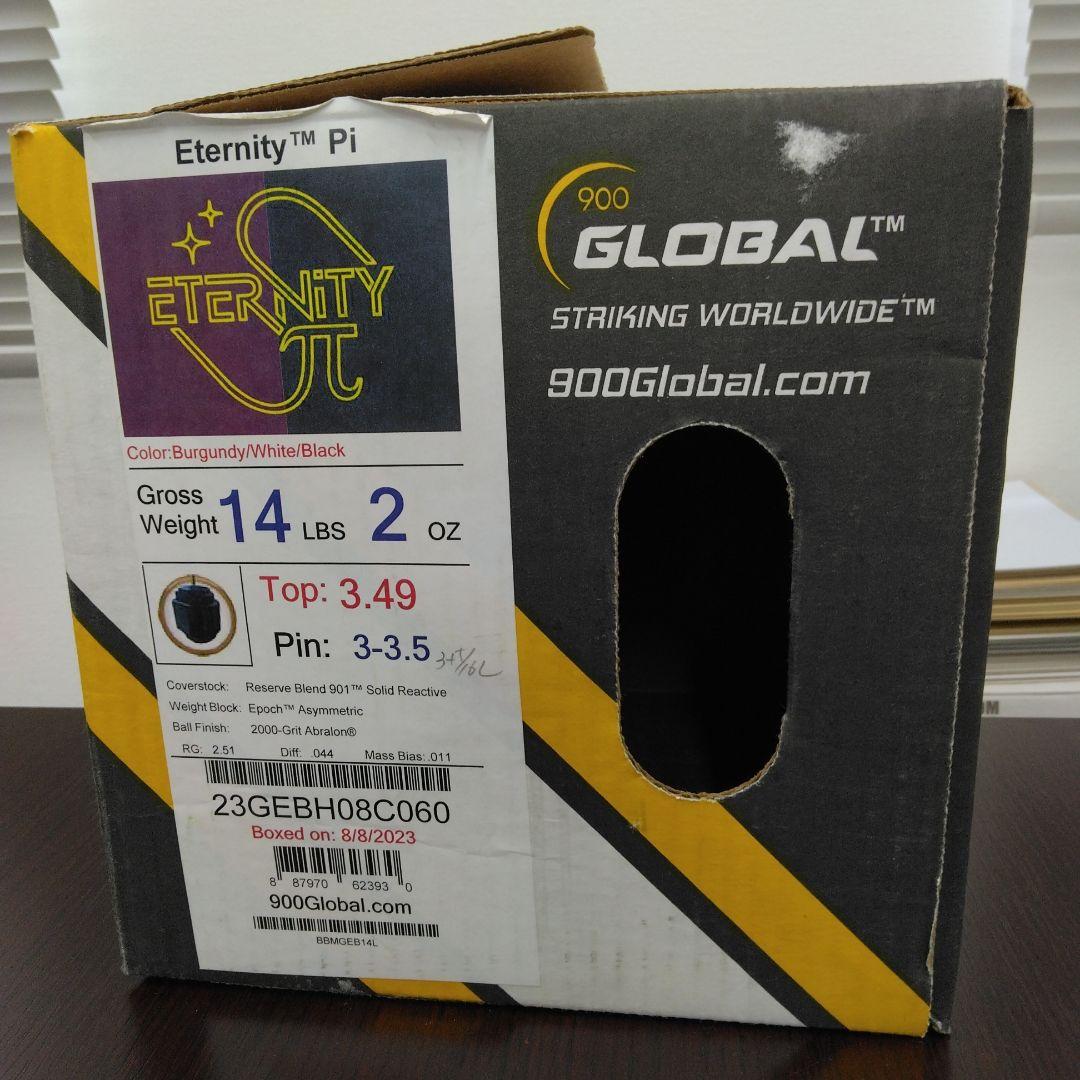 Eternity™ Pi
ETERNiTY
π
Color:Burgundy/White/Black
Gross
Weight 14 LBS 2 OZ
Top: 3.49
Pin: 3-3.5
Coverstock: Reserve Blend 901™ Solid Reactive
Weight Block: Epoch™ Asymmetric
Ball Finish: 2000-Grit Abralon®
RG: 2.51 Diff: .044 Mass Bias: .011
23GEBH08C060
Boxed on: 8/8/2023
8 87970 62393 0
900Global.com
BBMGEB14L
900
GLOBAL™
STRIKING WORLDWIDE™
900Global.com